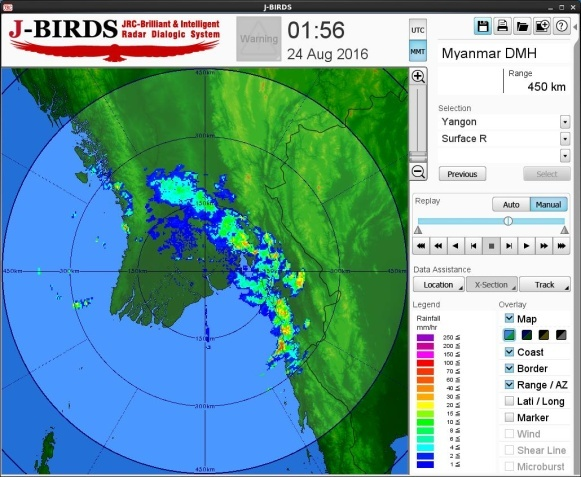 J-BIRDS
J-BIRDS
JRC-Brilliant & Intelligent
Radar Dialogic System
Warning
01:56
24 Aug 2016
UTC
MMT
Myanmar DMH
Range
450 km
Selection
Yangon
Surface R
Previous
Select
Replay
Auto
Manual
Data Assistance
Location
X-Section
Track
Legend
Rainfall
mm/hr
250 ≤
200 ≤
150 ≤
100 ≤
70 ≤
60 ≤
40 ≤
30 ≤
20 ≤
15 ≤
10 ≤
8 ≤
6 ≤
4 ≤
2 ≤
1 ≤
Overlay
Map
Coast
Border
Range / AZ
Lati / Long
Marker
Wind
Shear Line
Microburst
450km
300km
150km
450km
300km
150km
300km
450km
300km
450km